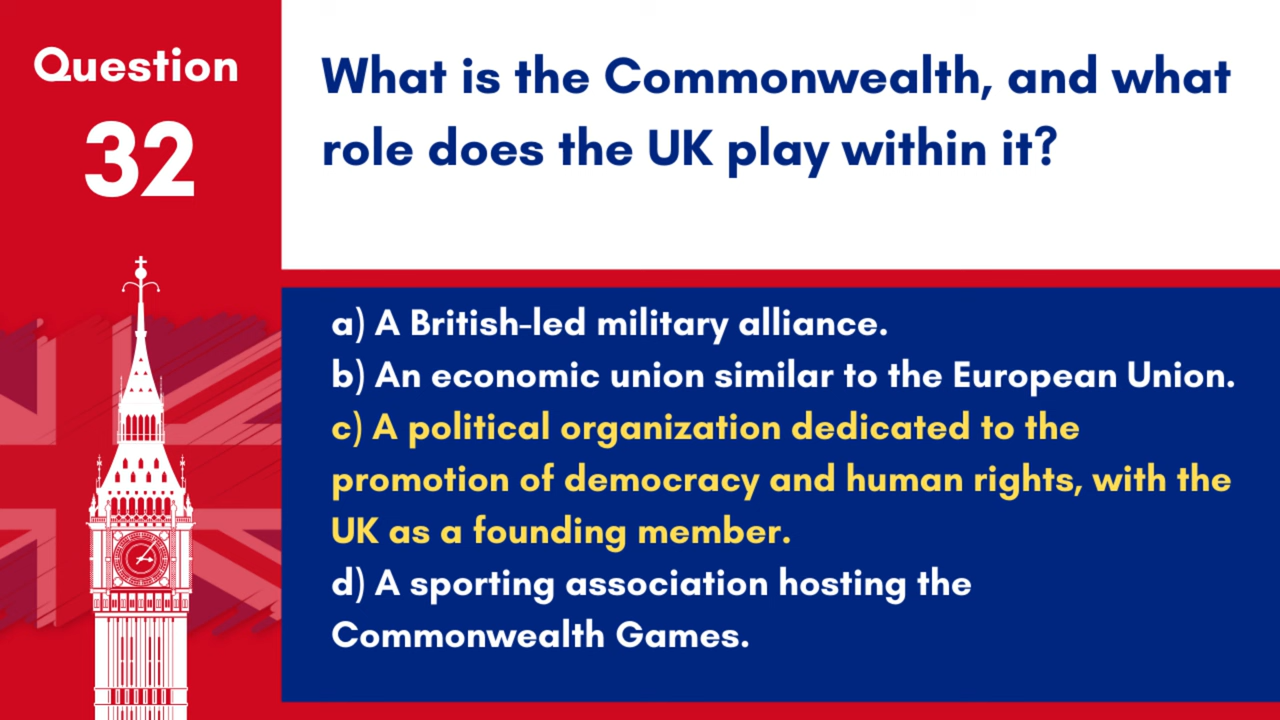 Question
32
What is the Commonwealth, and what
role does the UK play within it?
a) A British-led military alliance.
b) An economic union similar to the European Union.
c) A political organization dedicated to the
promotion of democracy and human rights, with the
UK as a founding member.
d) A sporting association hosting the
Commonwealth Games.